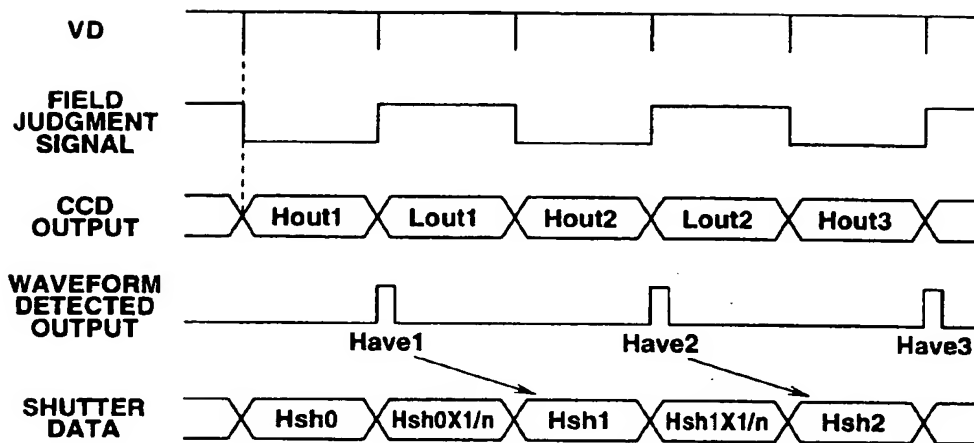 VD
FIELD
JUDGMENT
SIGNAL
CCD
OUTPUT
Hout1 Lout1 Hout2 Lout2 Hout3
WAVEFORM
DETECTED
OUTPUT
Have1 Have2 Have3
SHUTTER
DATA
Hsh0 Hsh0X1/n Hsh1 Hsh1X1/n Hsh2